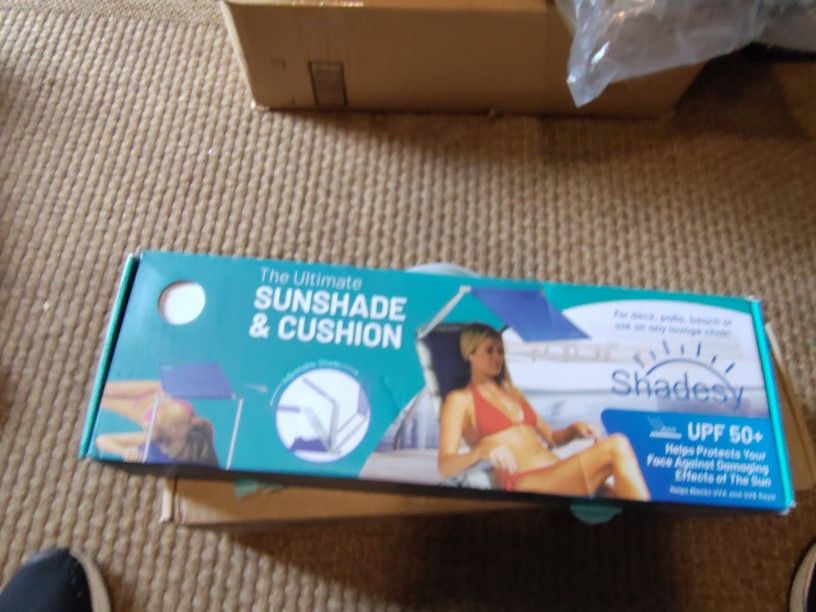 The Ultimate
SUNSHADE
& CUSHION
For deck, patio, beach or
use on any lounge chair!
Shadesy
UPF 50+
Helps Protects Your
Face Against Damaging
Effects of The Sun
Helps Blocks UVA and UVB Rays!